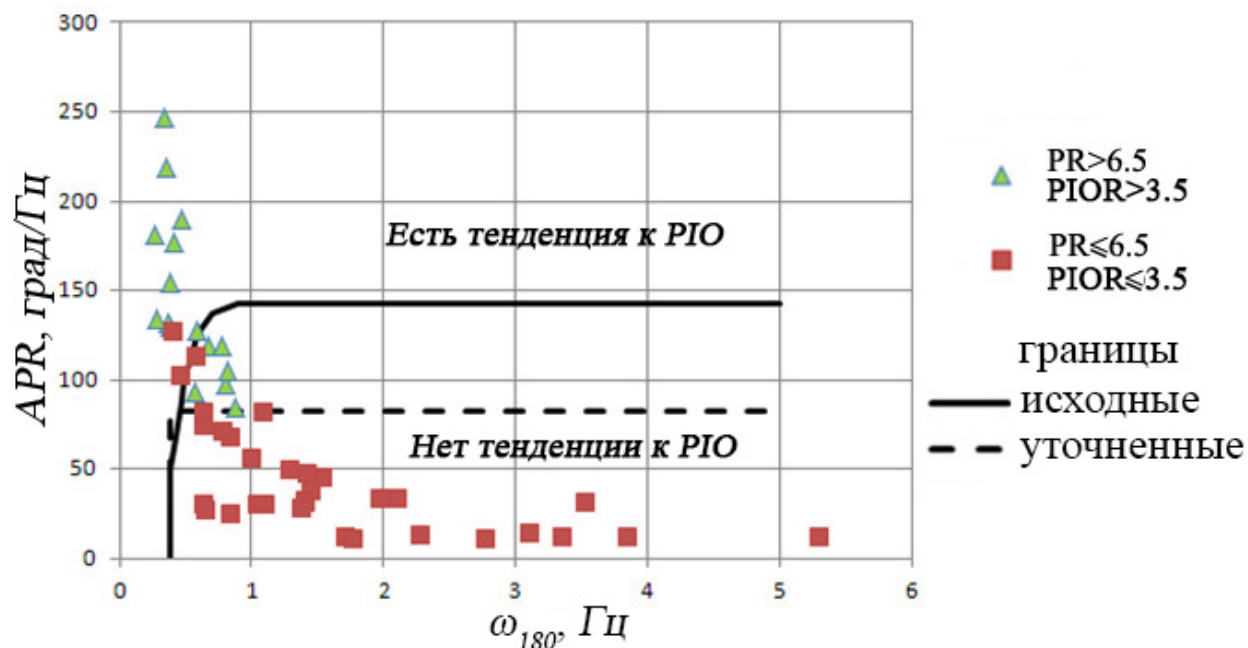 300
250
200
150
100
50
0
APR, град/Гц
0 1 2 3 4 5 6
ω180, Гц
Есть тенденция к PIO
Нет тенденции к PIO
PR>6.5
PIOR>3.5
PR⩽6.5
PIOR⩽3.5
границы
исходные
уточненные